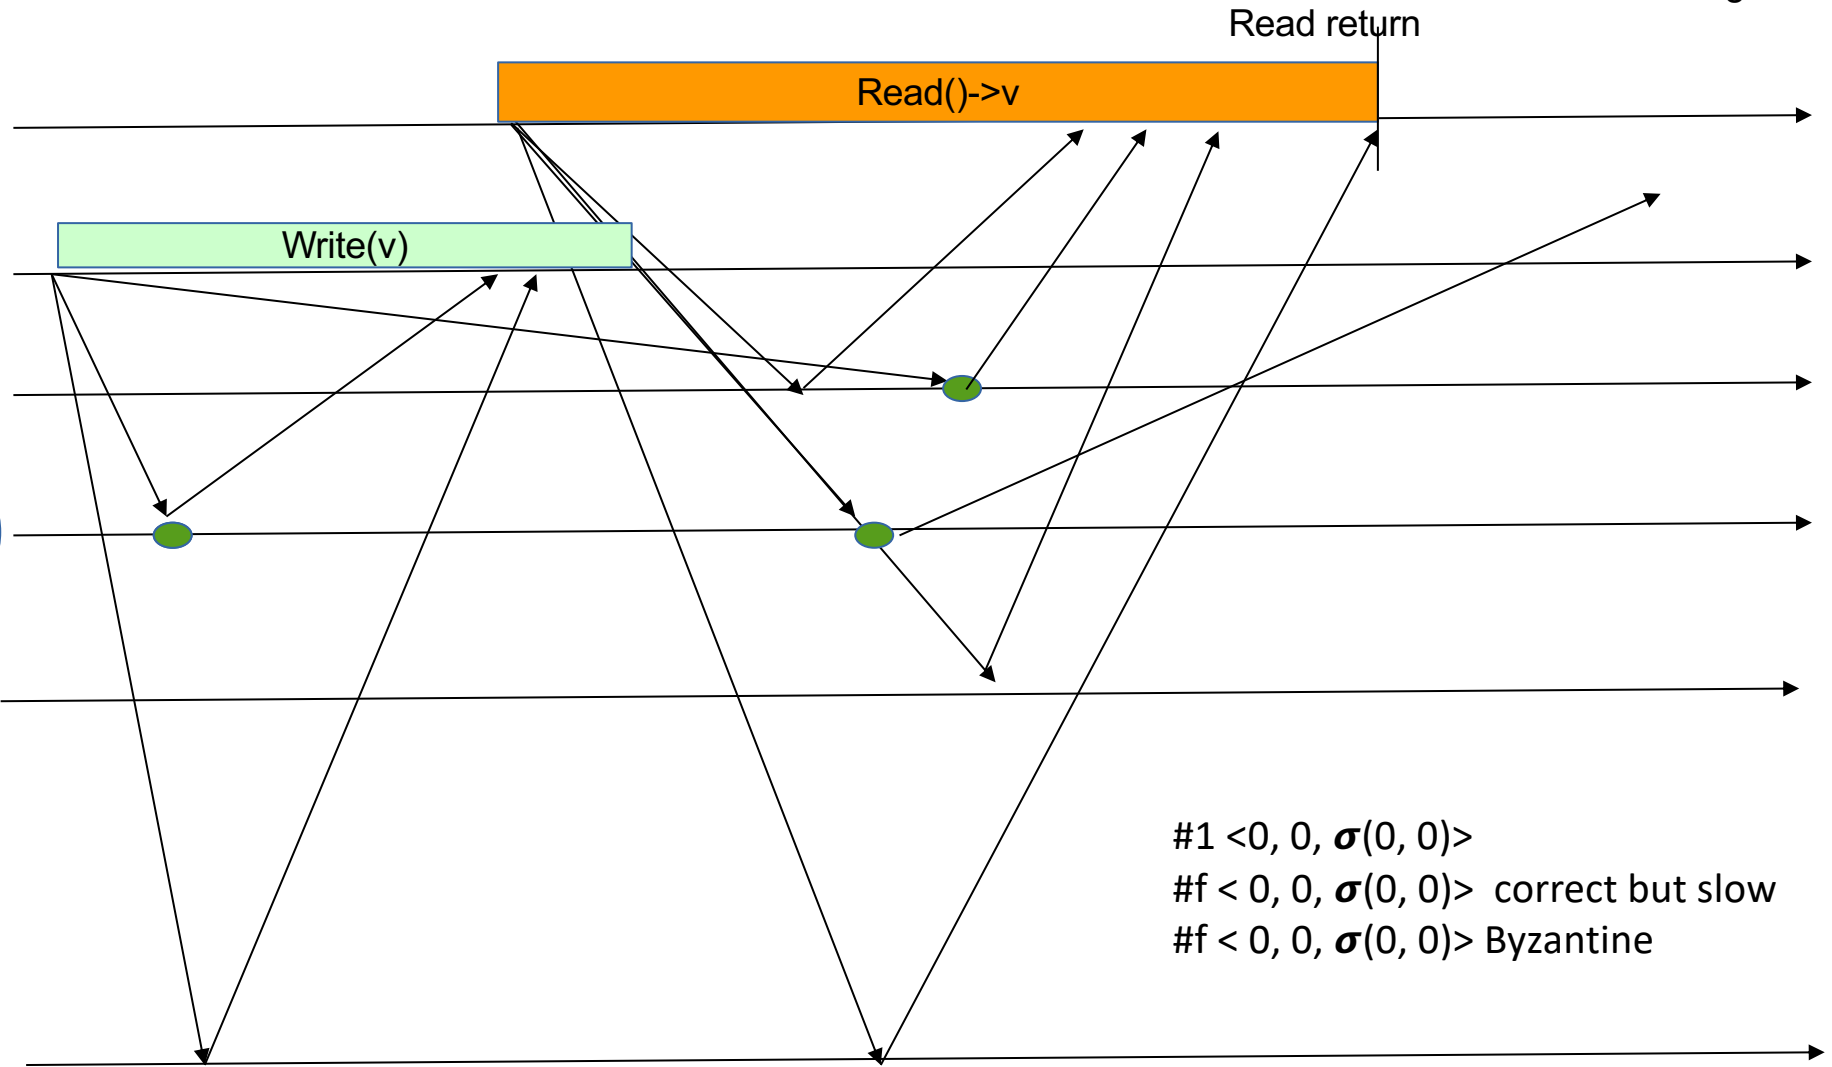 Read return
Read()->v
Write(v)
#1 <0, 0, σ(0, 0)>
#f < 0, 0, σ(0, 0)>  correct but slow
#f < 0, 0, σ(0, 0)> Byzantine